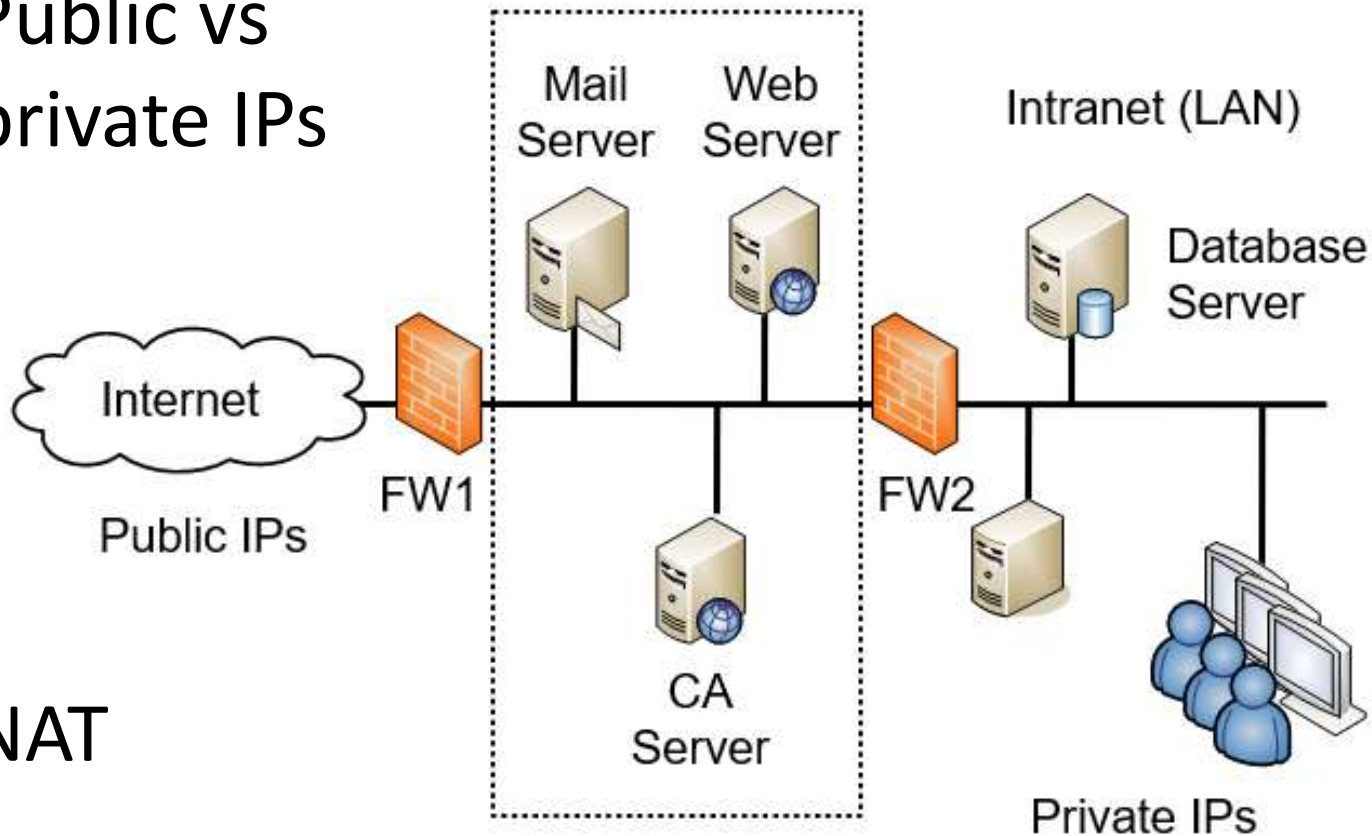 Public vs
private IPs
Mail
Server
Web
Server
Intranet (LAN)
Database
Server
Internet
FW1
FW2
Public IPs
CA
Server
NAT
Private IPs